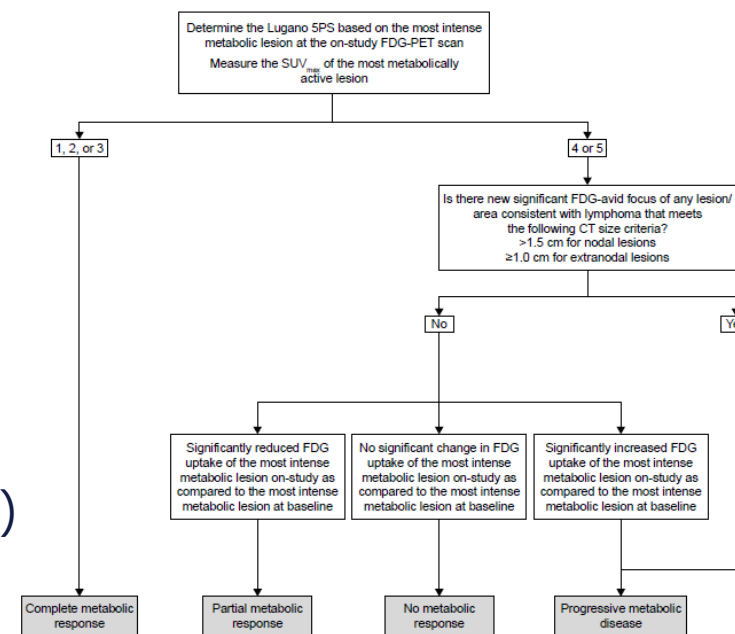 Determine the Lugano 5PS based on the most intense
metabolic lesion at the on-study FDG-PET scan
Measure the SUVmax of the most metabolically
active lesion
1, 2, or 3
4 or 5
Is there new significant FDG-avid focus of any lesion/
area consistent with lymphoma that meets
the following CT size criteria?
>1.5 cm for nodal lesions
≥1.0 cm for extranodal lesions
No
Significantly reduced FDG
uptake of the most intense
metabolic lesion on-study as
compared to the most intense
metabolic lesion at baseline
No significant change in FDG
uptake of the most intense
metabolic lesion on-study as
compared to the most intense
metabolic lesion at baseline
Significantly increased FDG
uptake of the most intense
metabolic lesion on-study as
compared to the most intense
metabolic lesion at baseline
)
Complete metabolic
response
Partial metabolic
response
No metabolic
response
Progressive metabolic
disease